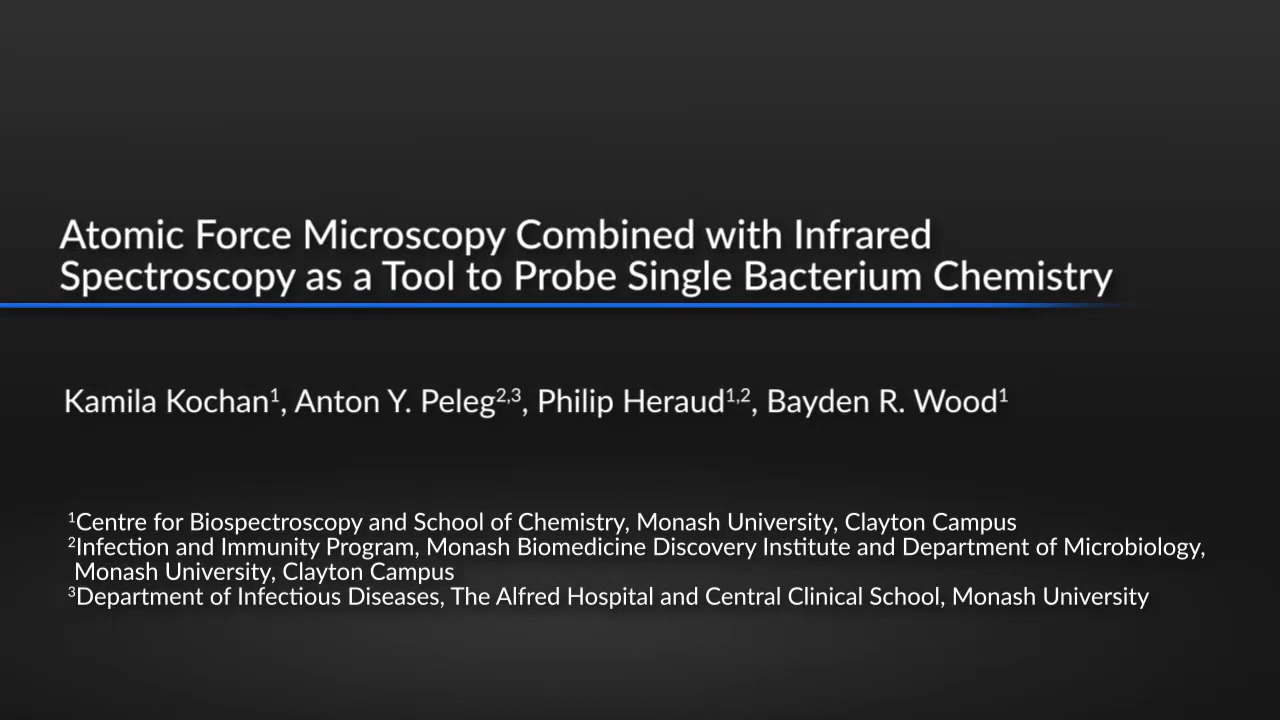 Atomic Force Microscopy Combined with Infrared
Spectroscopy as a Tool to Probe Single Bacterium Chemistry
Kamila Kochan¹, Anton Y. Peleg²,³, Philip Heraud¹,², Bayden R. Wood¹
¹Centre for Biospectroscopy and School of Chemistry, Monash University, Clayton Campus
²Infection and Immunity Program, Monash Biomedicine Discovery Institute and Department of Microbiology,
Monash University, Clayton Campus
³Department of Infectious Diseases, The Alfred Hospital and Central Clinical School, Monash University